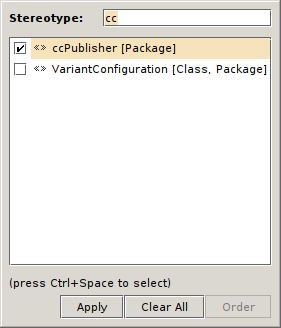 Stereotype: cc
«» ccPublisher [Package]
«» VariantConfiguration [Class, Package]
(press Ctrl+Space to select)
Apply Clear All Order